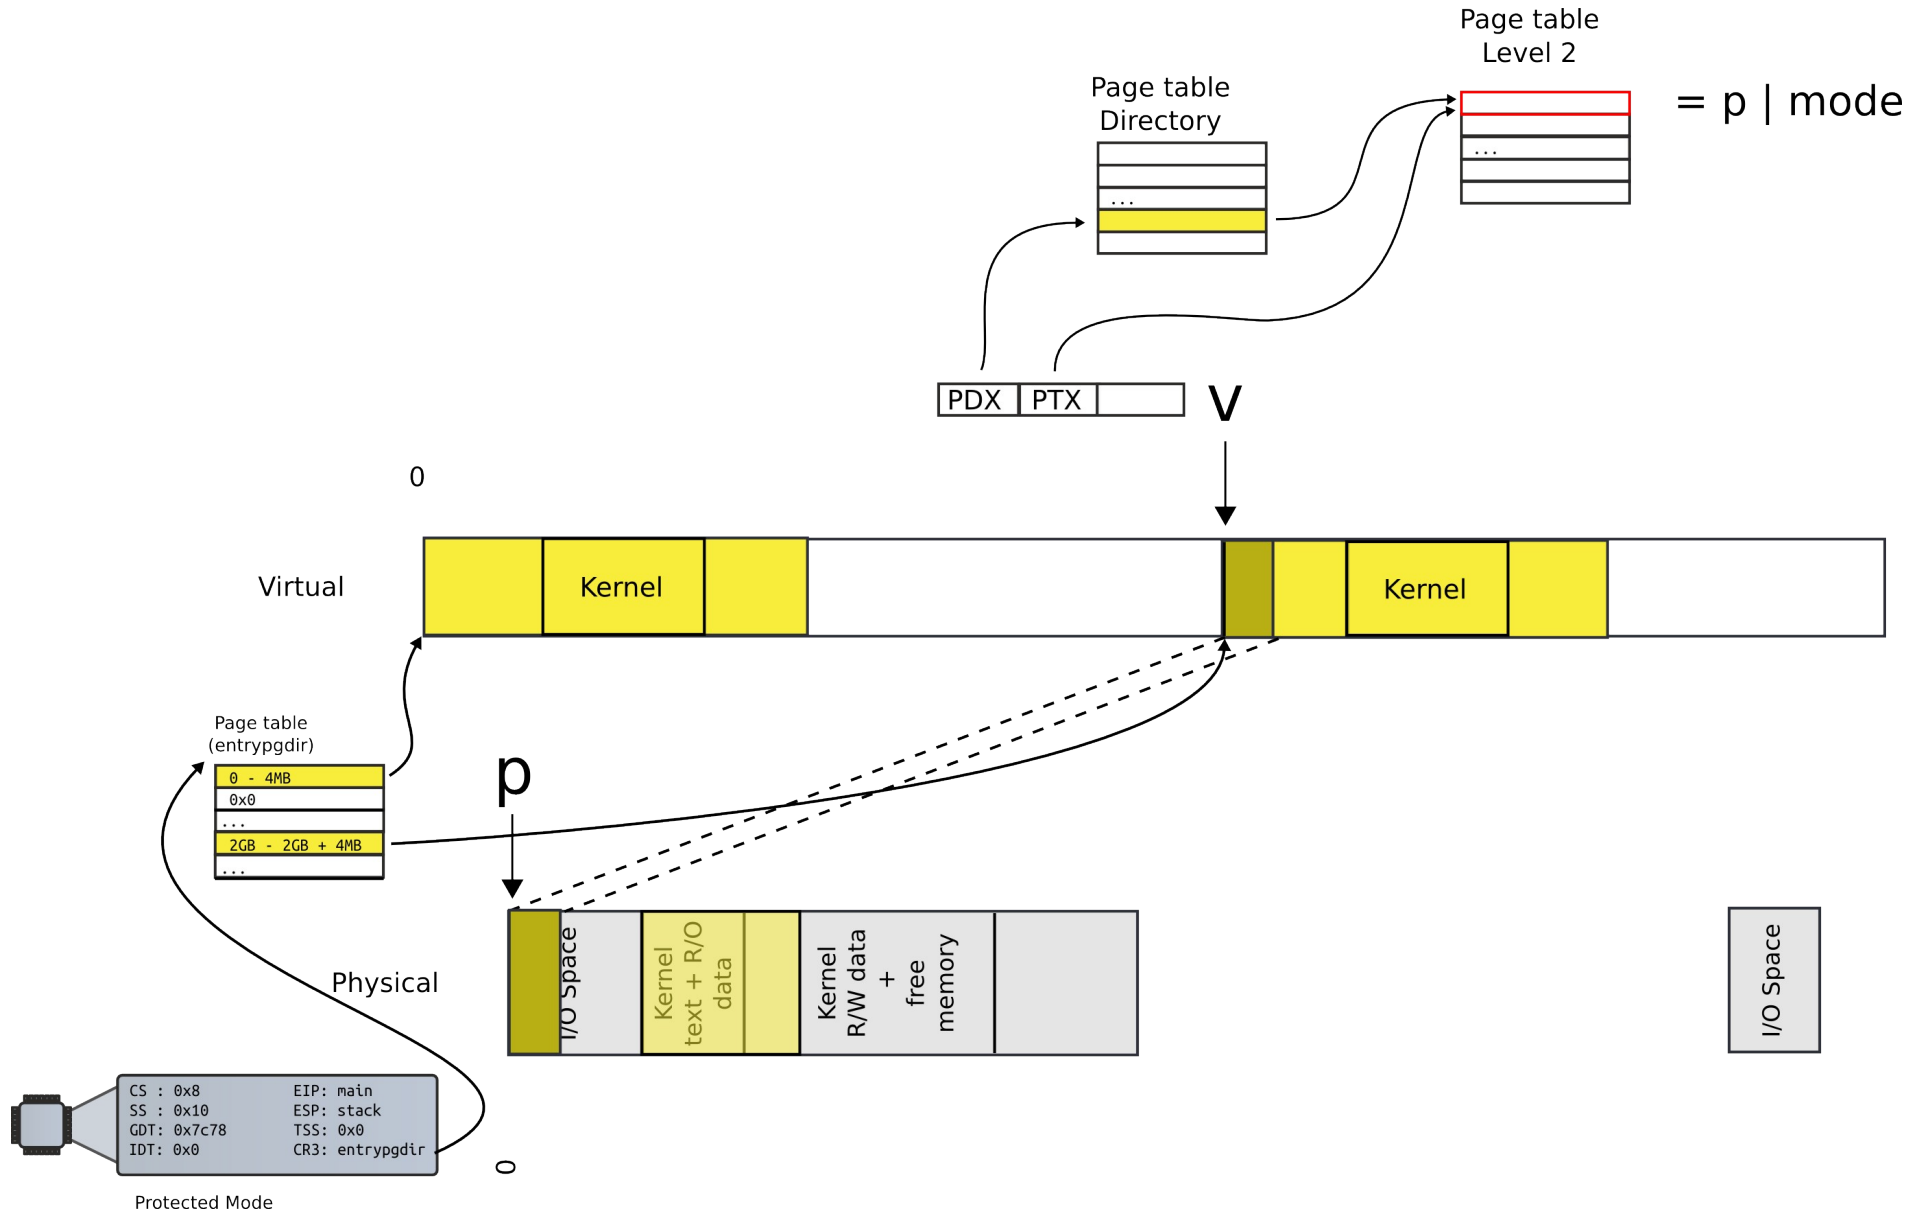 Page table
Level 2
Page table
Directory
= p | mode
...
...
PDX
PTX
v
0
Virtual
Kernel
Kernel
Page table
(entrypgdir)
0 - 4MB
0x0
...
2GB - 2GB + 4MB
...
p
Physical
I/O Space
Kernel
text + R/O
data
Kernel
R/W data
+
free
memory
I/O Space
CS : 0x8
SS : 0x10
GDT: 0x7c78
IDT: 0x0
EIP: main
ESP: stack
TSS: 0x0
CR3: entrypgdir
0
Protected Mode